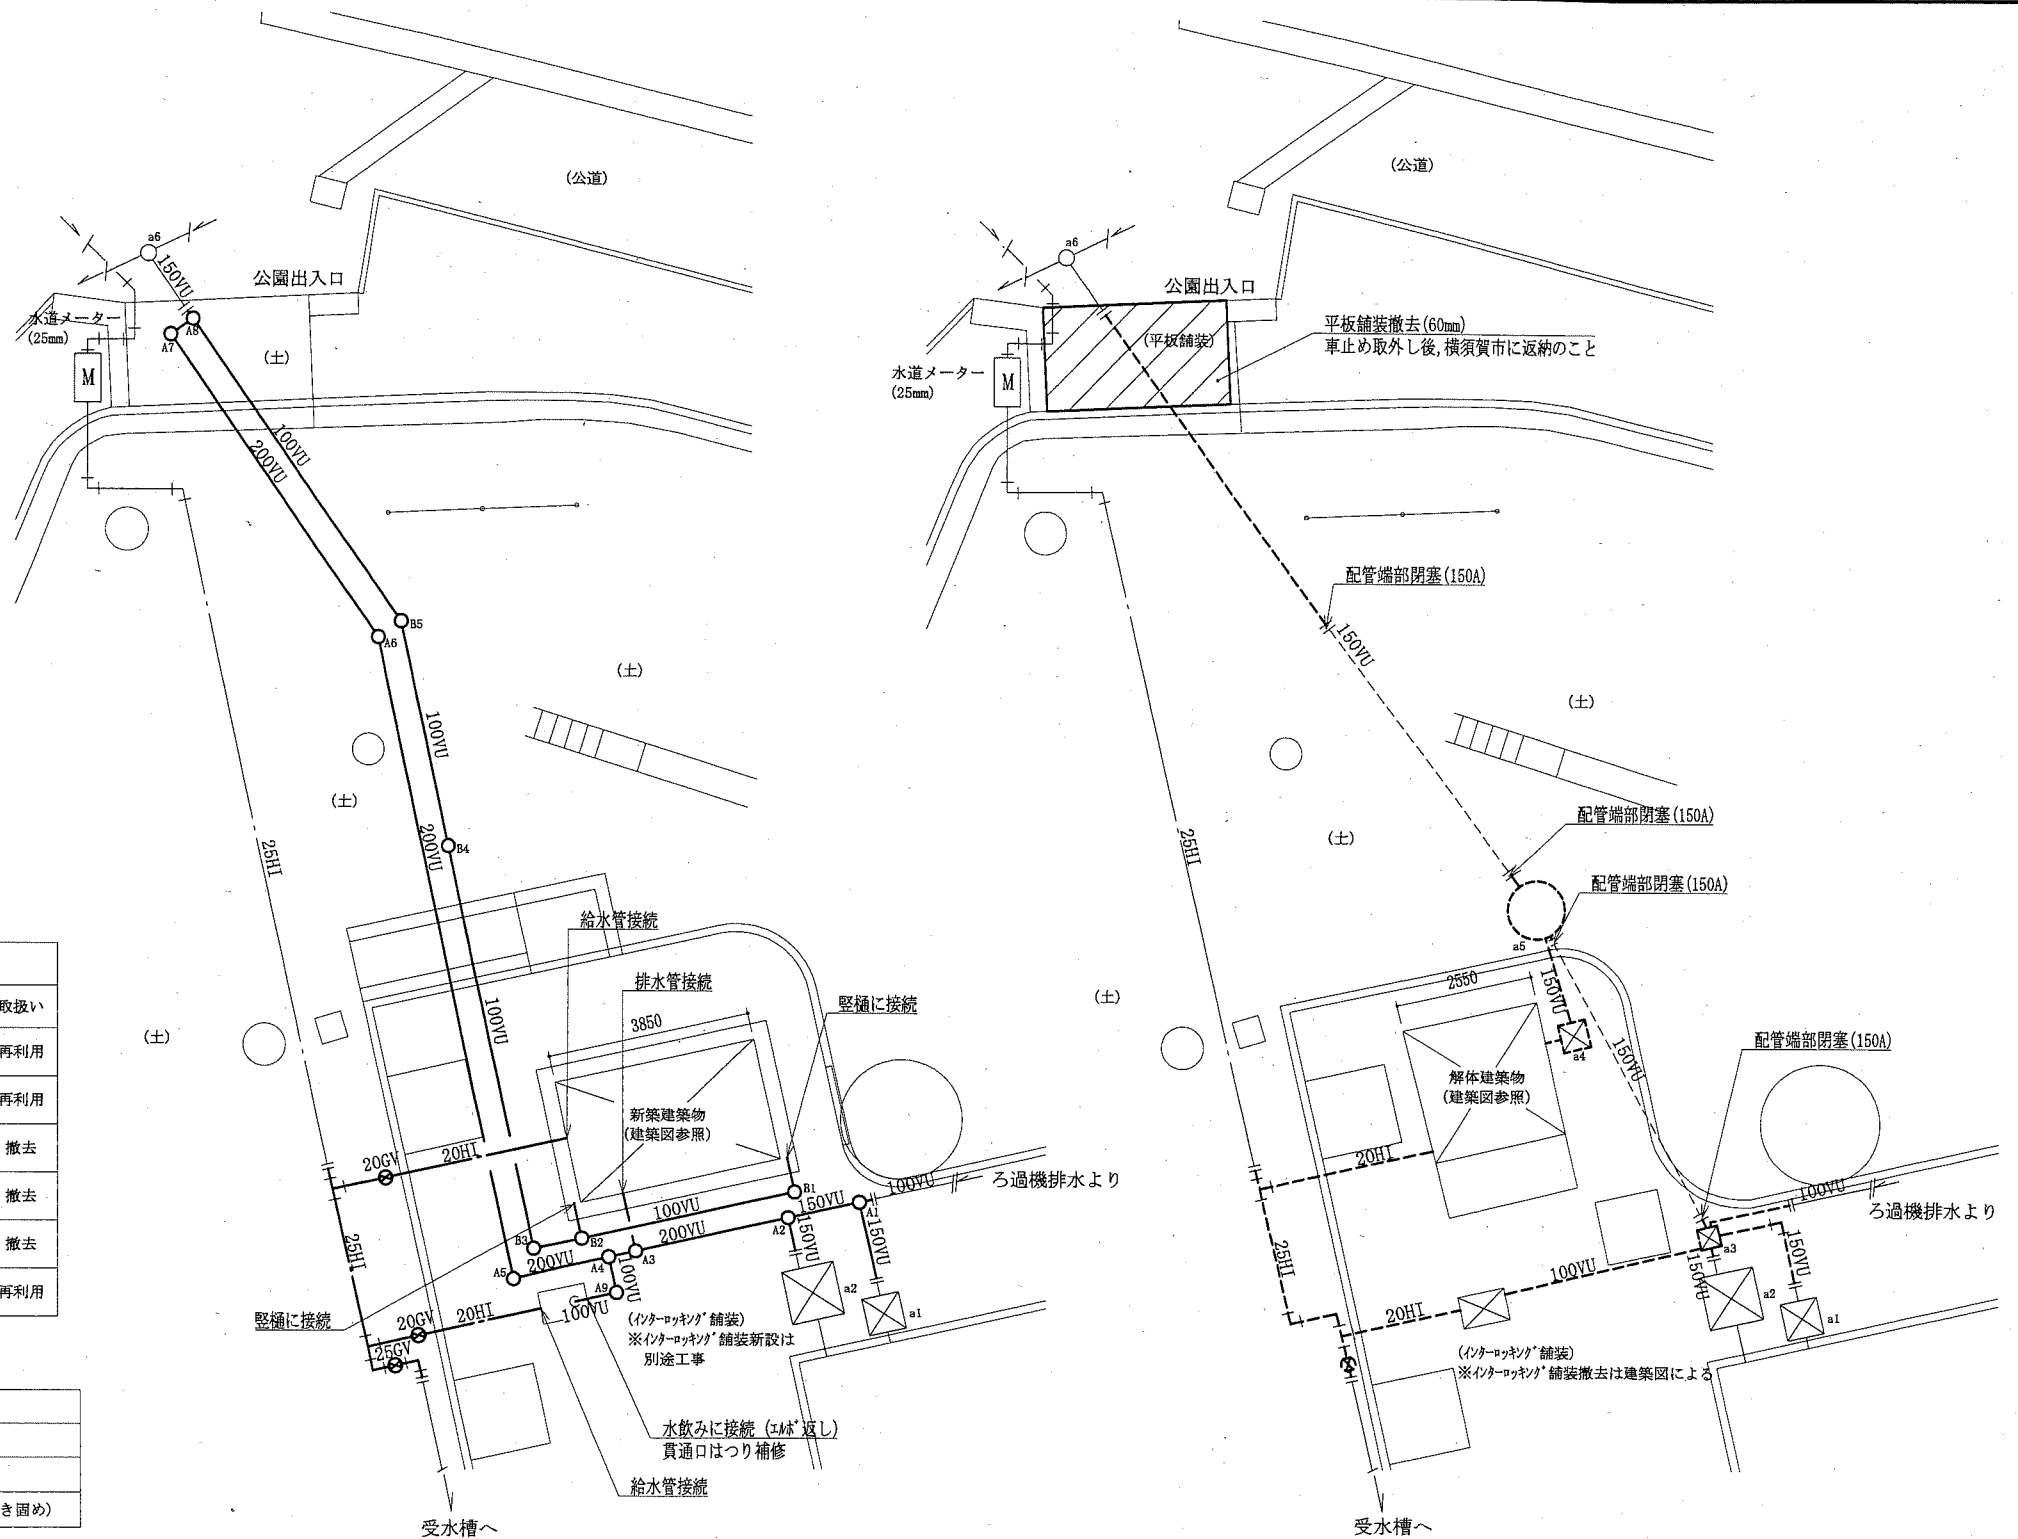 (公道)
a6
150VU
公園出入口
水道メーター
(25mm)
A8
A7
(土)
M
100VU
200VU
B5
A6
(土)
100VU
(土)
200VU
B4
25HI
給水管接続
排水管接続
竪樋に接続
3850
(土)
100VU
新築建築物
(建築図参照)
20GV
20HI
B1
100VU
150VU
A1
100VU
ろ過機排水より
B3
B2
200VU
A2
150VU
150VU
25HI
A5
200VU
A4
A3
100VU
A9
a2
a1
竪樋に接続
20GV
20HI
100VU
25GV
(インターロッキング舗装)
※インターロッキング舗装新設は
別途工事
水飲みに接続 (エルボ返し)
貫通口はつり補修
給水管接続
受水槽へ
取扱い
再利用
再利用
撤去
撤去
撤去
再利用
き固め)
(公道)
a6
公園出入口
(平板舗装)
平板舗装撤去(60mm)
車止め取外し後,横須賀市に返納のこと
水道メーター
(25mm)
M
配管端部閉塞(150A)
150VU
(土)
配管端部閉塞(150A)
(土)
25HI
配管端部閉塞(150A)
a5
2550
150VU
(土)
a4
150VU
配管端部閉塞(150A)
解体建築物
(建築図参照)
20HI
100VU
ろ過機排水より
a3
25HI
150VU
100VU
150VU
a2
20HI
a1
(インターロッキング舗装)
※インターロッキング舗装撤去は建築図による
受水槽へ